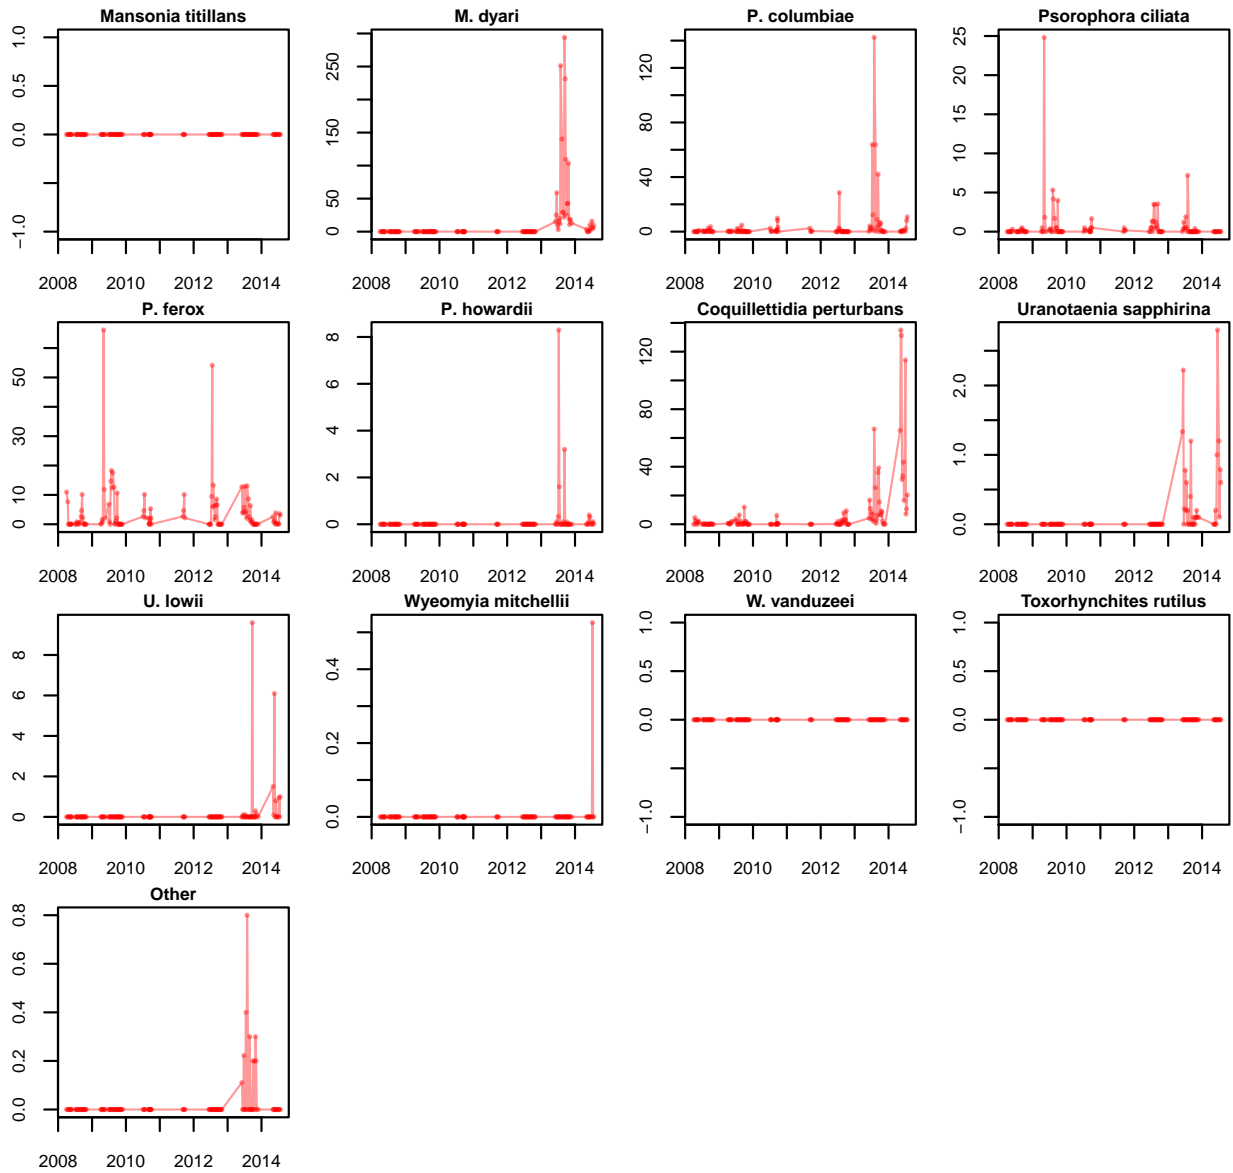 Mansonia titillans
1.0
0.5
0.0
−1.0
2008 2010 2012 2014
M. dyari
250
150
50
0
2008 2010 2012 2014
P. columbiae
120
80
40
0
2008 2010 2012 2014
Psorophora ciliata
25
20
15
10
5
0
2008 2010 2012 2014
P. ferox
50
30
10
0
2008 2010 2012 2014
P. howardii
8
6
4
2
0
2008 2010 2012 2014
Coquillettidia perturbans
120
80
40
0
2008 2010 2012 2014
Uranotaenia sapphirina
2.0
1.0
0.0
2008 2010 2012 2014
U. lowii
8
6
4
2
0
2008 2010 2012 2014
Wyeomyia mitchellii
0.4
0.2
0.0
2008 2010 2012 2014
W. vanduzeei
1.0
0.5
0.0
−1.0
2008 2010 2012 2014
Toxorhynchites rutilus
1.0
0.5
0.0
−1.0
2008 2010 2012 2014
Other
0.8
0.6
0.4
0.2
0.0
2008 2010 2012 2014